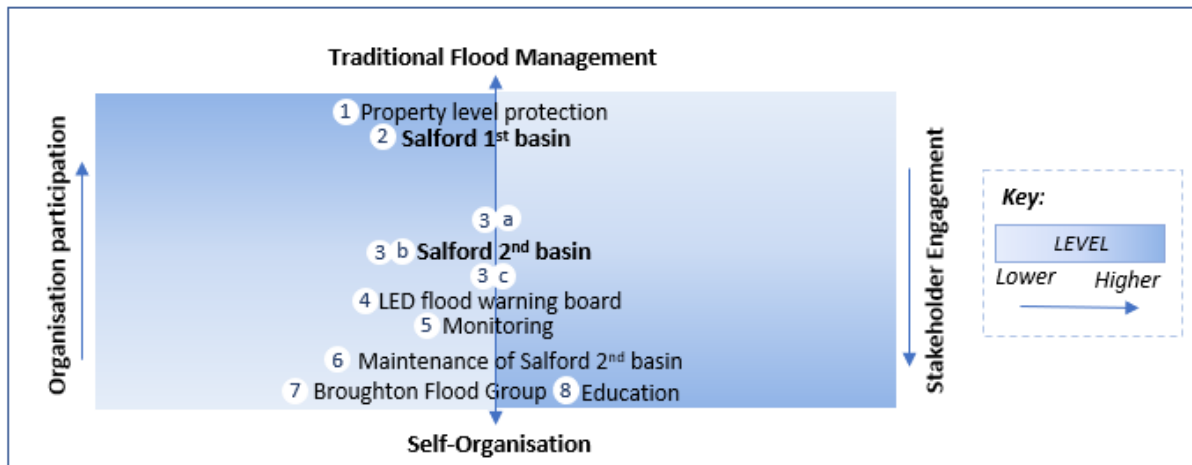 Traditional Flood Management
1 Property level protection
2 Salford 1st basin
3 a
3 b Salford 2nd basin
3 c
4 LED flood warning board
5 Monitoring
6 Maintenance of Salford 2nd basin
7 Broughton Flood Group 8 Education
Self-Organisation
Organisation participation
Stakeholder Engagement
Key:
LEVEL
Lower Higher